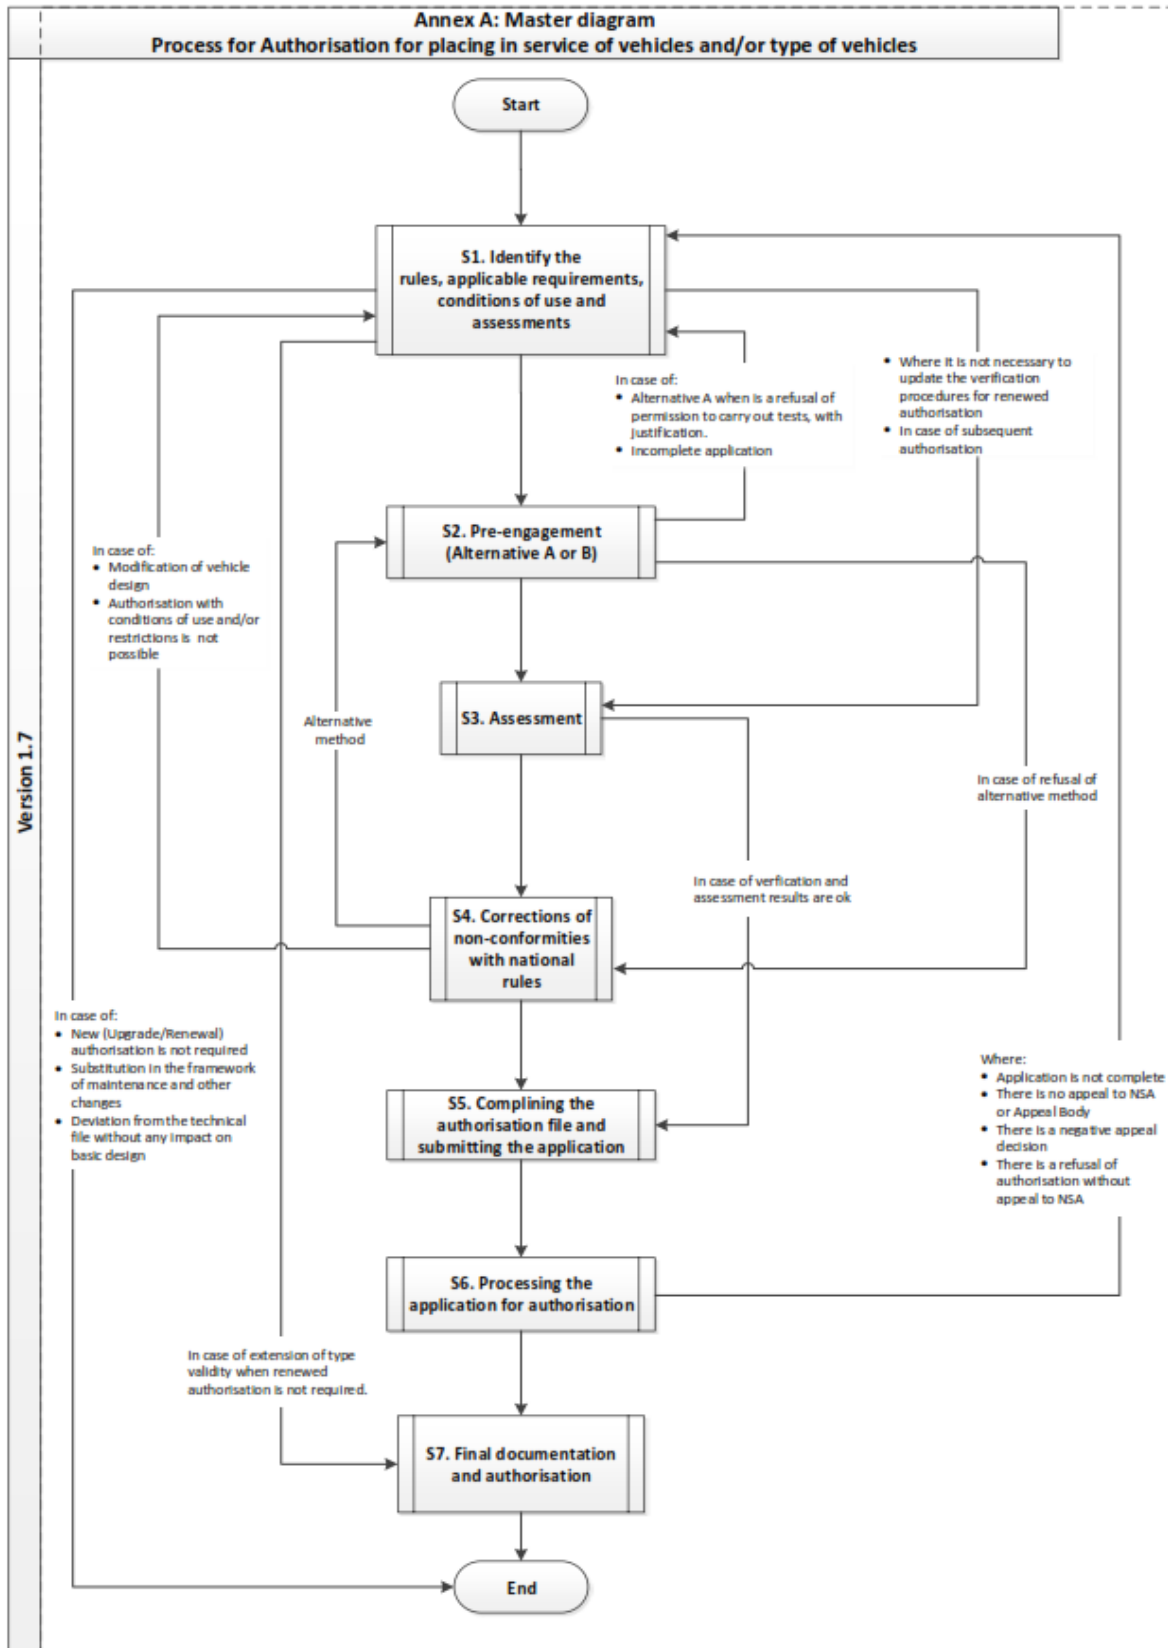 Annex A: Master diagram
Process for Authorisation for placing in service of vehicles and/or type of vehicles
Version 1.7
Start
S1. Identify the
rules, applicable requirements,
conditions of use and
assessments
In case of:
• Alternative A when is a refusal of
permission to carry out tests, with
justification.
• Incomplete application
• Where it is not necessary to
update the verification
procedures for renewed
authorisation
• In case of subsequent
authorisation
S2. Pre-engagement
(Alternative A or B)
In case of:
• Modification of vehicle
design
• Authorisation with
conditions of use and/or
restrictions is not
possible
Alternative
method
S3. Assessment
In case of refusal of
alternative method
In case of verfication and
assessment results are ok
S4. Corrections of
non-conformities
with national
rules
In case of:
• New (Upgrade/Renewal)
authorisation is not required
• Substitution in the framework
of maintenance and other
changes
• Deviation from the technical
file without any impact on
basic design
Where:
• Application is not complete
• There is no appeal to NSA
or Appeal Body
• There is a negative appeal
decision
• There is a refusal of
authorisation without
appeal to NSA
S5. Complining the
authorisation file and
submitting the application
S6. Processing the
application for authorisation
In case of extension of type
validity when renewed
authorisation is not required.
S7. Final documentation
and authorisation
End